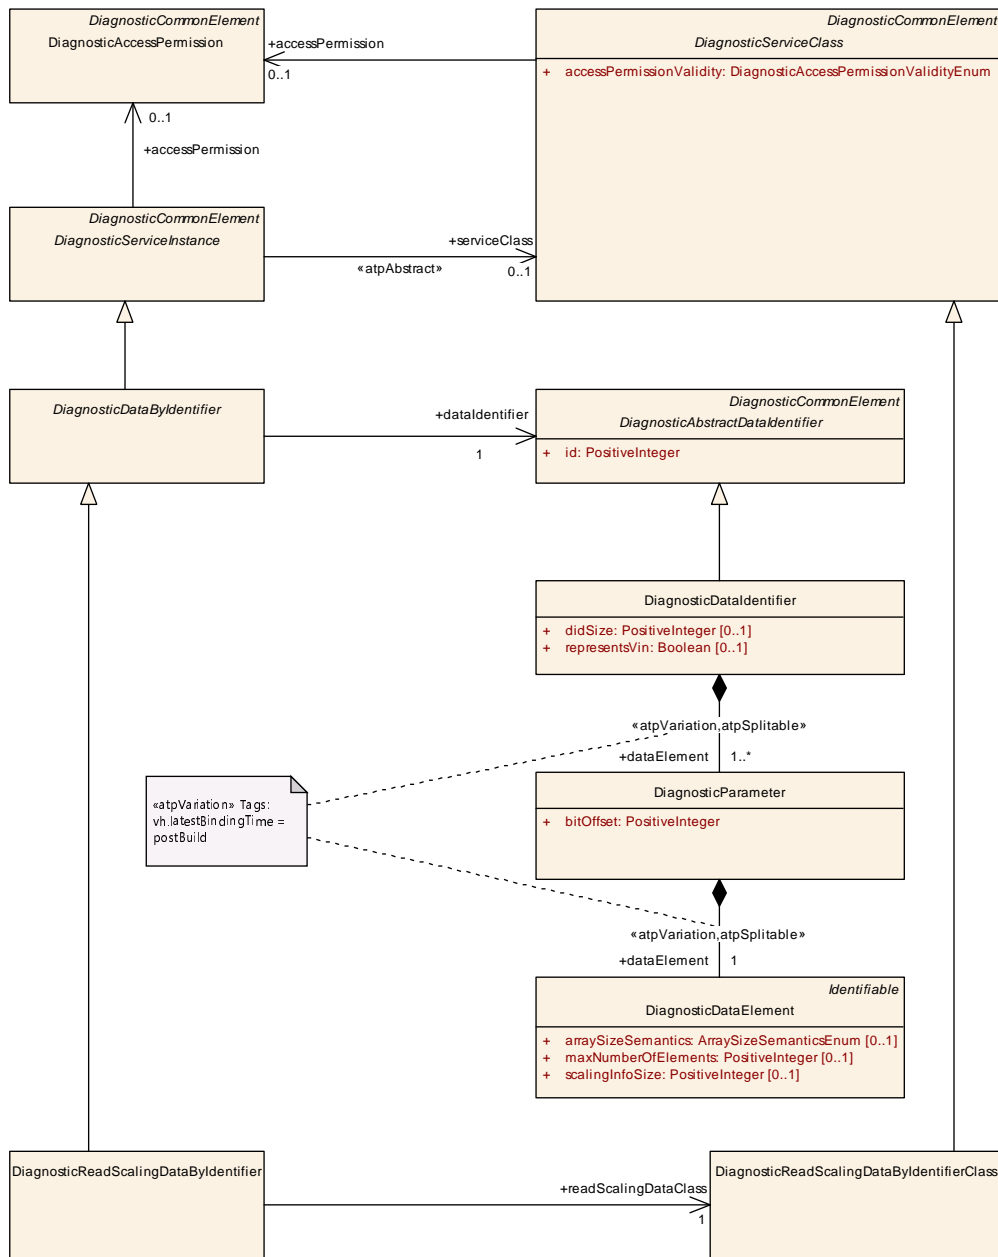 DiagnosticCommonElement
DiagnosticAccessPermission
+accessPermission
0..1
DiagnosticCommonElement
DiagnosticServiceClass
+ accessPermissionValidity: DiagnosticAccessPermissionValidityEnum
0..1
+accessPermission
DiagnosticCommonElement
DiagnosticServiceInstance
+serviceClass
«atpAbstract»
0..1
DiagnosticDataByIdentifier
+dataIdentifier
1
DiagnosticCommonElement
DiagnosticAbstractDataIdentifier
+ id: PositiveInteger
DiagnosticDataIdentifier
+ didSize: PositiveInteger [0..1]
+ representsVin: Boolean [0..1]
«atpVariation,atpSplitable»
+dataElement 1..*
«atpVariation» Tags:
vh.latestBindingTime =
postBuild
DiagnosticParameter
+ bitOffset: PositiveInteger
«atpVariation,atpSplitable»
+dataElement 1
Identifiable
DiagnosticDataElement
+ arraySizeSemantics: ArraySizeSemanticsEnum [0..1]
+ maxNumberOfElements: PositiveInteger [0..1]
+ scalingInfoSize: PositiveInteger [0..1]
DiagnosticReadScalingDataByIdentifier
+readScalingDataClass
1
DiagnosticReadScalingDataByIdentifierClass